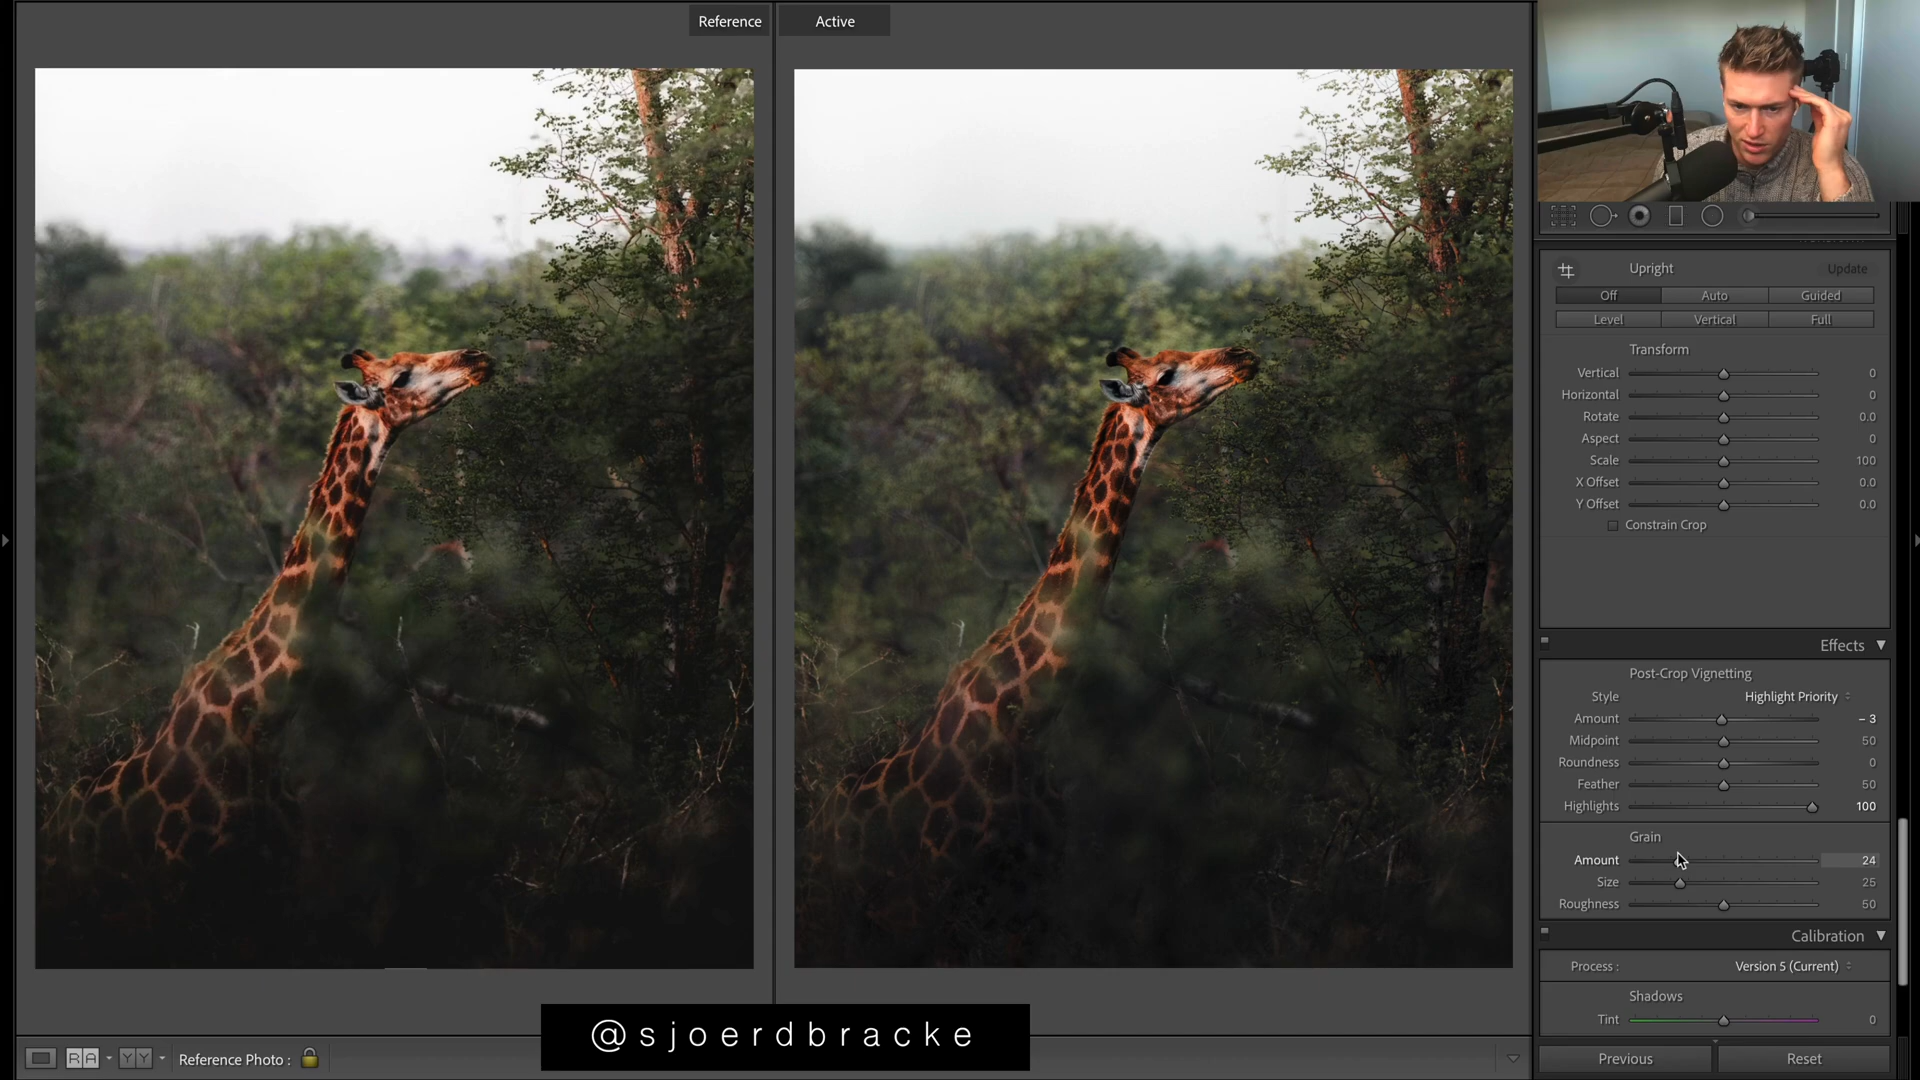 Reference
Active
Upright
Update
Off
Auto
Guided
Level
Vertical
Full
Transform
Vertical
0
Horizontal
0
Rotate
0.0
Aspect
0
Scale
100
X Offset
0.0
Y Offset
0.0
Constrain Crop
Effects
Post-Crop Vignetting
Style
Highlight Priority
Amount
– 3
Midpoint
50
Roundness
0
Feather
50
Highlights
100
Grain
Amount
24
Size
25
Roughness
50
Calibration
Process :
Version 5 (Current)
Shadows
Tint
0
@sjoerdbracke
R A
Y Y
Reference Photo :
Previous
Reset